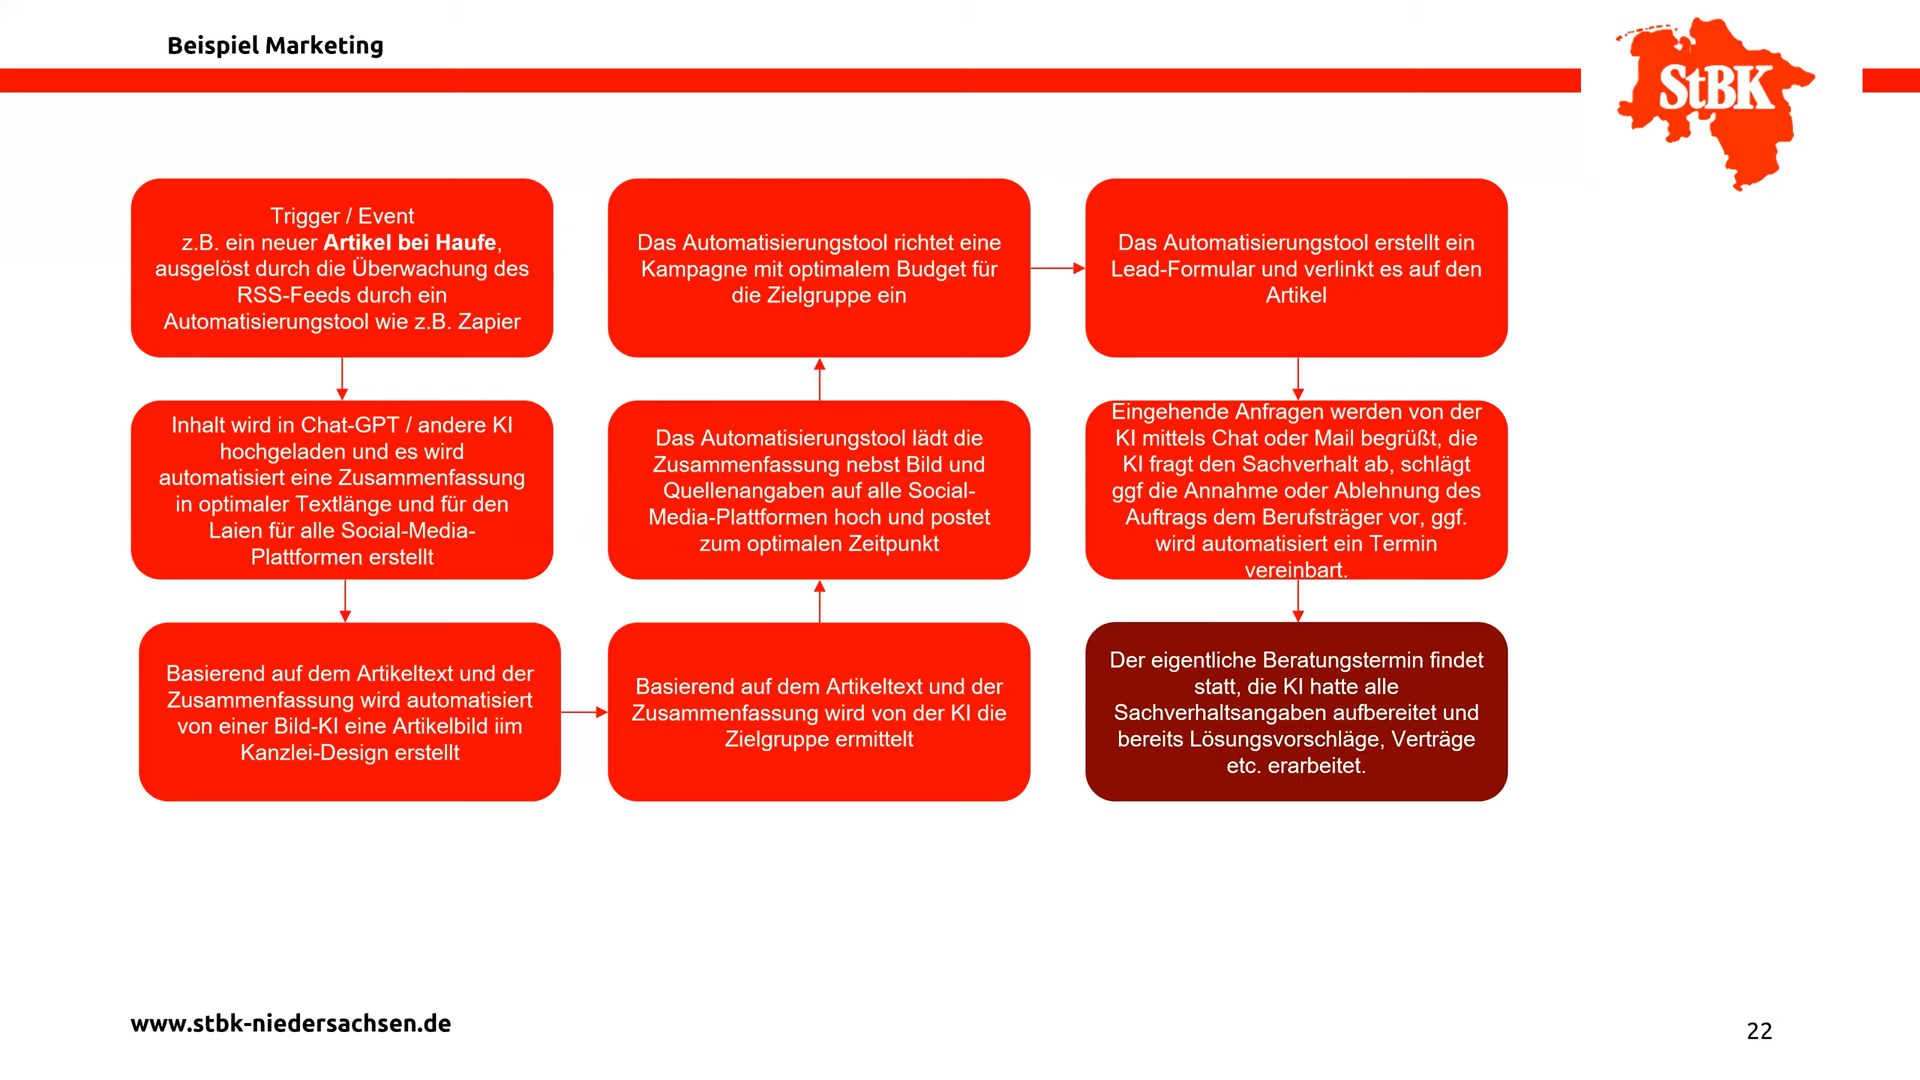 Beispiel Marketing
StBK
Trigger / Event
z.B. ein neuer Artikel bei Haufe,
ausgelöst durch die Überwachung des
RSS-Feeds durch ein
Automatisierungstool wie z.B. Zapier
Inhalt wird in Chat-GPT / andere KI
hochgeladen und es wird
automatisiert eine Zusammenfassung
in optimaler Textlänge und für den
Laien für alle Social-Media-
Plattformen erstellt
Basierend auf dem Artikeltext und der
Zusammenfassung wird automatisiert
von einer Bild-KI eine Artikelbild iim
Kanzlei-Design erstellt
Basierend auf dem Artikeltext und der
Zusammenfassung wird von der KI die
Zielgruppe ermittelt
Das Automatisierungstool lädt die
Zusammenfassung nebst Bild und
Quellenangaben auf alle Social-
Media-Plattformen hoch und postet
zum optimalen Zeitpunkt
Das Automatisierungstool richtet eine
Kampagne mit optimalem Budget für
die Zielgruppe ein
Das Automatisierungstool erstellt ein
Lead-Formular und verlinkt es auf den
Artikel
Eingehende Anfragen werden von der
KI mittels Chat oder Mail begrüßt, die
KI fragt den Sachverhalt ab, schlägt
ggf die Annahme oder Ablehnung des
Auftrags dem Berufsträger vor, ggf.
wird automatisiert ein Termin
vereinbart.
Der eigentliche Beratungstermin findet
statt, die KI hatte alle
Sachverhaltsangaben aufbereitet und
bereits Lösungsvorschläge, Verträge
etc. erarbeitet.
www.stbk-niedersachsen.de
22